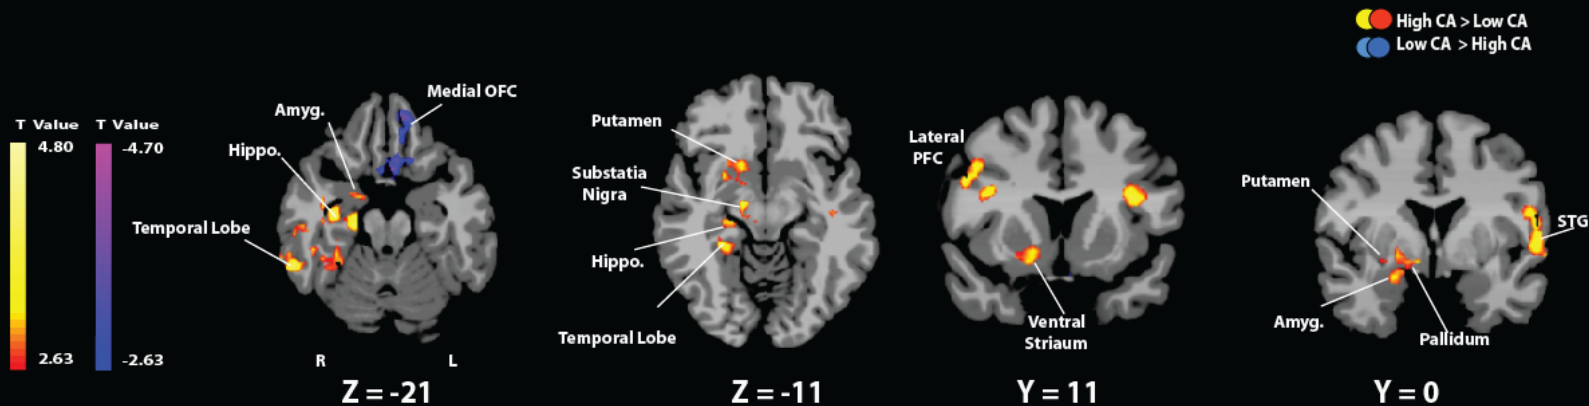 High CA > Low CA
Low CA > High CA
T Value
4.80
2.63
T Value
-4.70
-2.63
Amyg.
Medial OFC
Hippo.
Temporal Lobe
R
L
Z = -21
Putamen
Substatia
Nigra
Hippo.
Temporal Lobe
Z = -11
Lateral
PFC
Ventral
Striaum
Y = 11
Putamen
STG
Amyg.
Pallidum
Y = 0